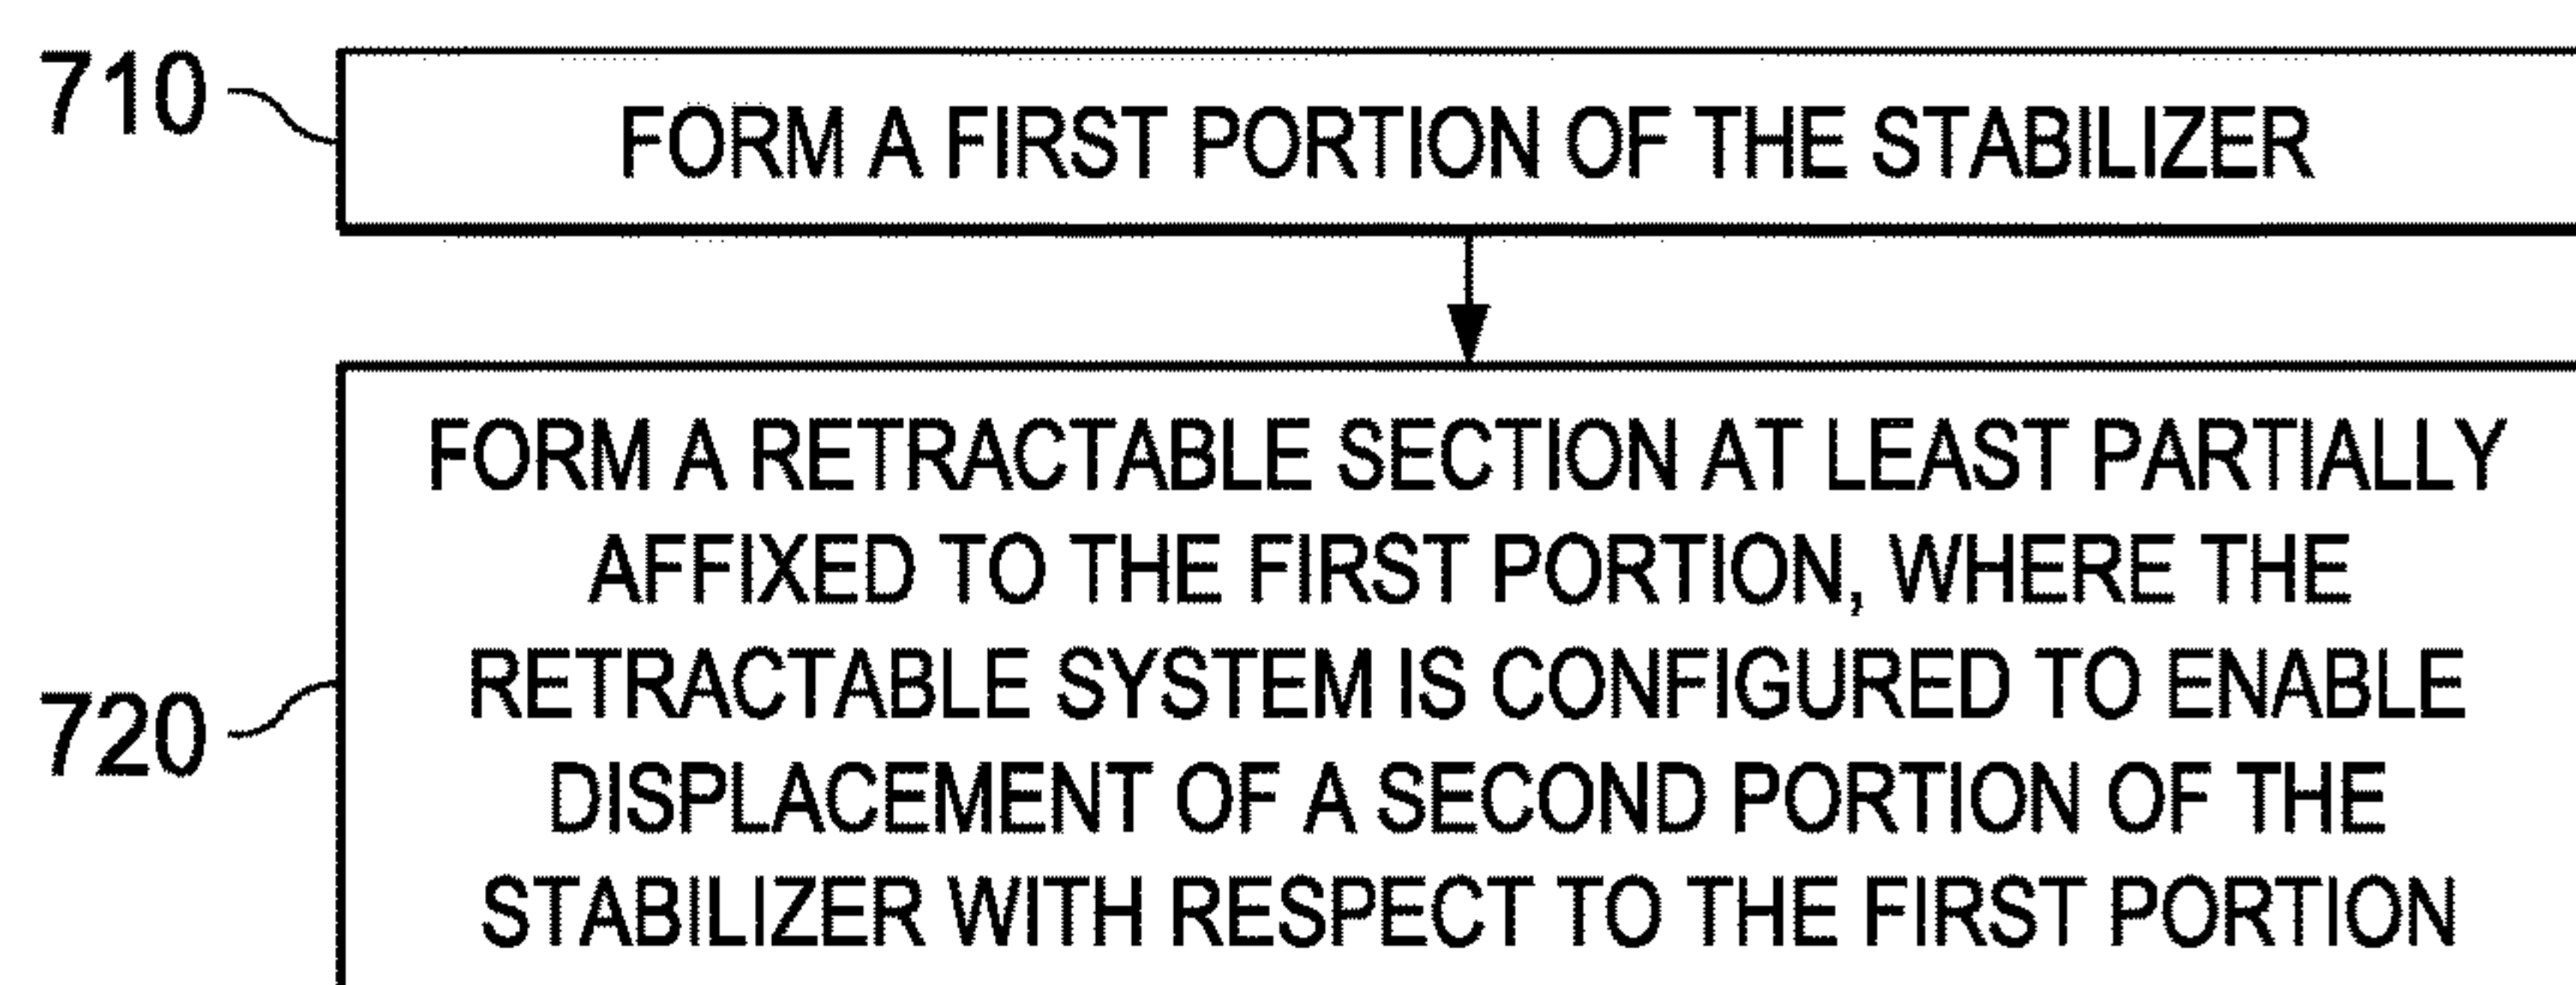 710
FORM A FIRST PORTION OF THE STABILIZER
720
FORM A RETRACTABLE SECTION AT LEAST PARTIALLY
AFFIXED TO THE FIRST PORTION, WHERE THE
RETRACTABLE SYSTEM IS CONFIGURED TO ENABLE
DISPLACEMENT OF A SECOND PORTION OF THE
STABILIZER WITH RESPECT TO THE FIRST PORTION